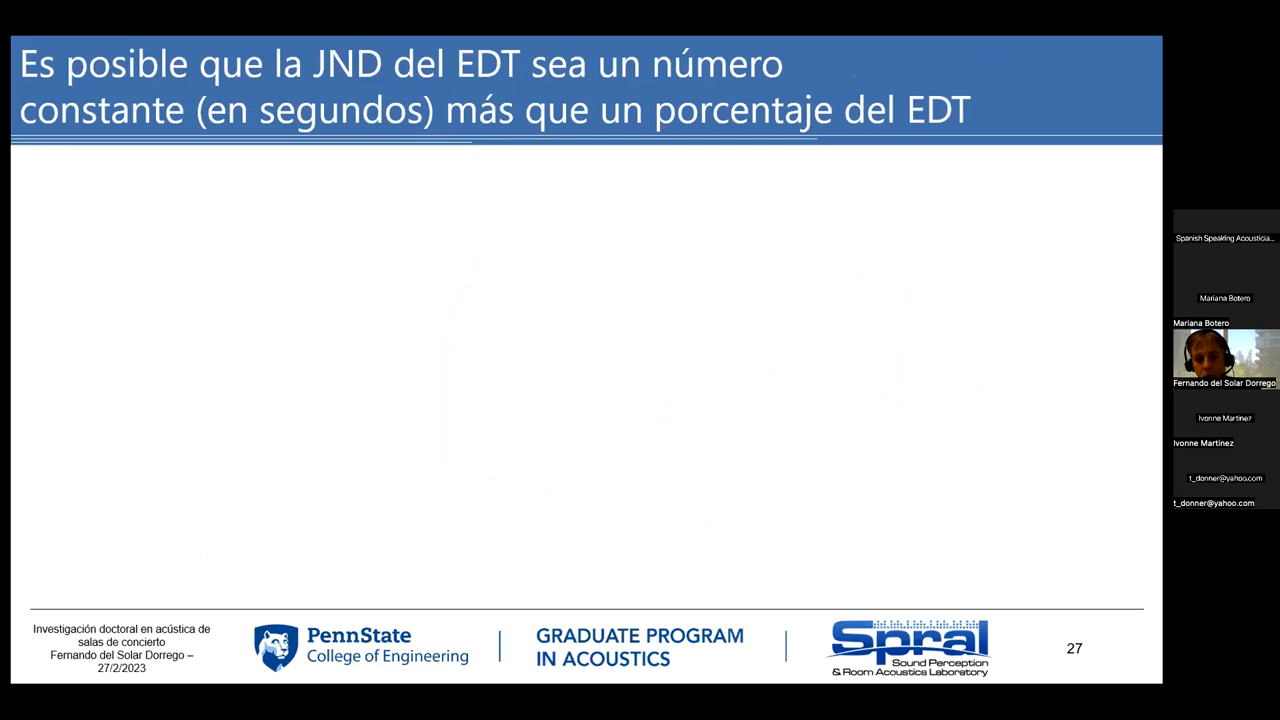 Es posible que la JND del EDT sea un número
constante (en segundos) más que un porcentaje del EDT
Spanish Speaking Acousticia...
Mariana Botero
Mariana Botero
Fernando del Solar Dorrego
Ivonne Martinez
Ivonne Martinez
t_donner@yahoo.com
t_donner@yahoo.com
Investigación doctoral en acústica de
salas de concierto
Fernando del Solar Dorrego –
27/2/2023
PennState
College of Engineering
GRADUATE PROGRAM
IN ACOUSTICS
Spral
Sound Perception
& Room Acoustics Laboratory
27